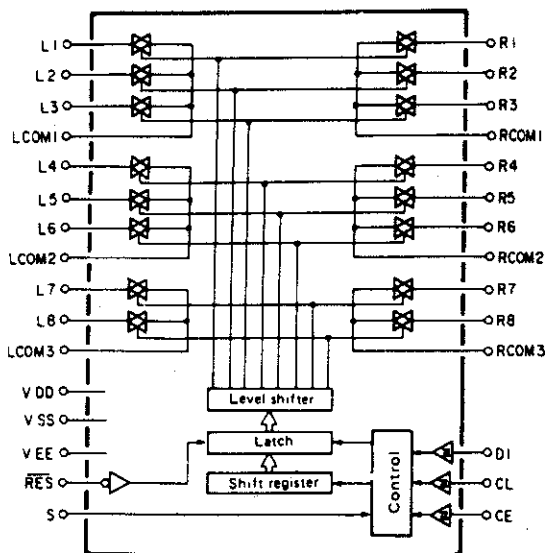 L1 R1
L2 R2
L3 R3
LCOM1 RCOM1
L4 R4
L5 R5
L6 R6
LCOM2 RCOM2
L7 R7
L8 R8
LCOM3 RCOM3
VDD
Level shifter
VSS
Latch
VEE
DI
RES
Shift register
Control
CL
S
CE